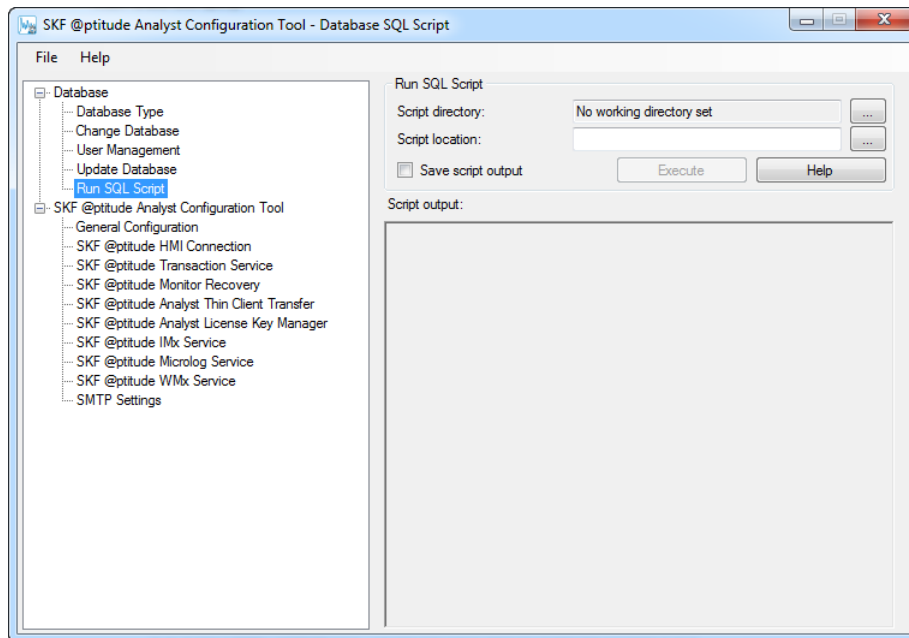 SKF @ptitude Analyst Configuration Tool - Database SQL Script
File Help
Database
Database Type
Change Database
User Management
Update Database
Run SQL Script
SKF @ptitude Analyst Configuration Tool
General Configuration
SKF @ptitude HMI Connection
SKF @ptitude Transaction Service
SKF @ptitude Monitor Recovery
SKF @ptitude Analyst Thin Client Transfer
SKF @ptitude Analyst License Key Manager
SKF @ptitude IMx Service
SKF @ptitude Microlog Service
SKF @ptitude WMx Service
SMTP Settings
Run SQL Script
Script directory: No working directory set ...
Script location: ...
Save script output Execute Help
Script output: